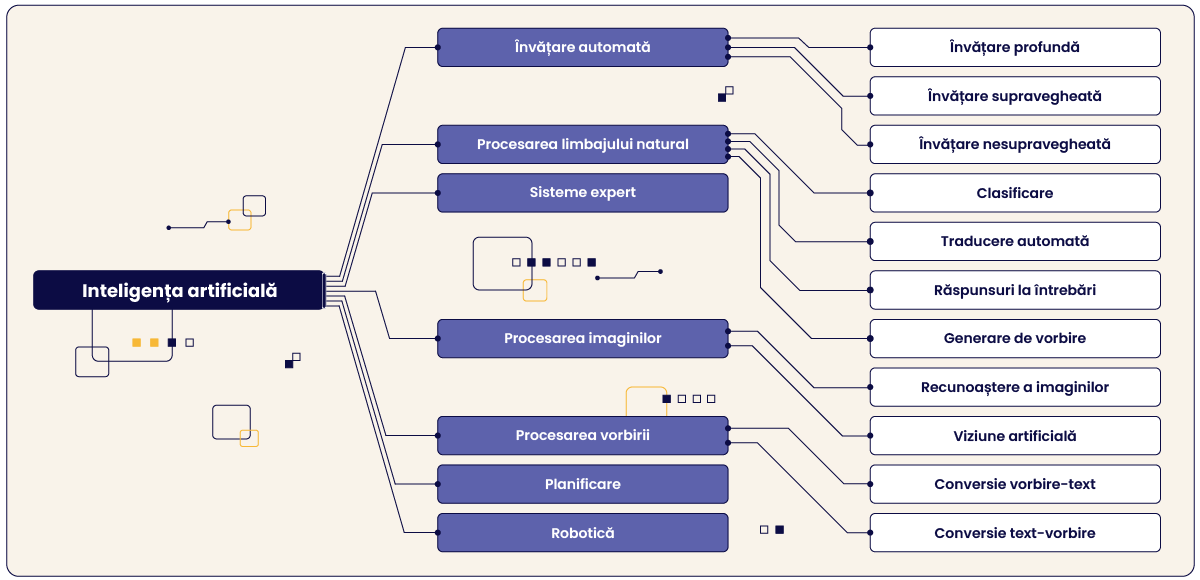 Inteligența artificială
Învățare automată
Procesarea limbajului natural
Sisteme expert
Procesarea imaginilor
Procesarea vorbirii
Planificare
Robotică
Învățare profundă
Învățare supravegheată
Învățare nesupravegheată
Clasificare
Traducere automată
Răspunsuri la întrebări
Generare de vorbire
Recunoaștere a imaginilor
Viziune artificială
Conversie vorbire-text
Conversie text-vorbire